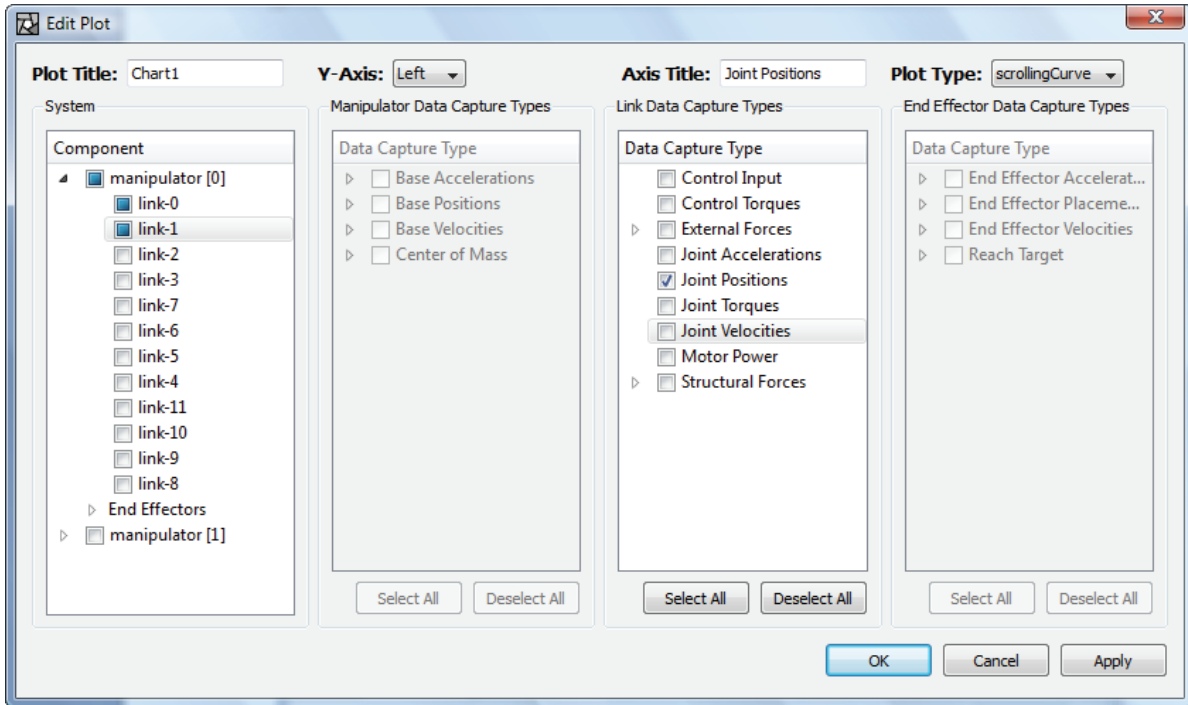 Edit Plot
Plot Title: Chart1 Y-Axis: Left Axis Title: Joint Positions Plot Type: scrollingCurve
System
Component
manipulator [0]
link-0
link-1
link-2
link-3
link-7
link-6
link-5
link-4
link-11
link-10
link-9
link-8
End Effectors
manipulator [1]
Manipulator Data Capture Types
Data Capture Type
Base Accelerations
Base Positions
Base Velocities
Center of Mass
Select All Deselect All
Link Data Capture Types
Data Capture Type
Control Input
Control Torques
External Forces
Joint Accelerations
Joint Positions
Joint Torques
Joint Velocities
Motor Power
Structural Forces
Select All Deselect All
End Effector Data Capture Types
Data Capture Type
End Effector Accelerat...
End Effector Placeme...
End Effector Velocities
Reach Target
Select All Deselect All
OK Cancel Apply